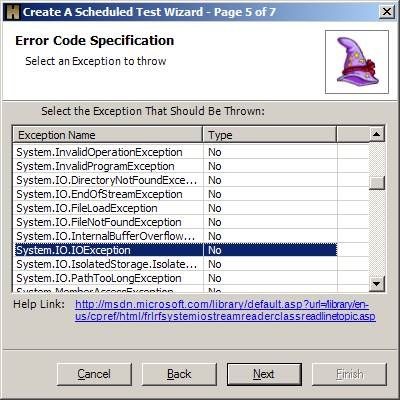 Create A Scheduled Test Wizard - Page 5 of 7
Error Code Specification
Select an Exception to throw
Select the Exception That Should Be Thrown:
Exception Name Type
System.InvalidOperationException No
System.InvalidProgramException No
System.IO.DirectoryNotFoundExce... No
System.IO.EndOfStreamException No
System.IO.FileLoadException No
System.IO.FileNotFoundException No
System.IO.InternalBufferOverflow... No
System.IO.IOException No
System.IO.IsolatedStorage.Isolate... No
System.IO.PathTooLongException No
System.MemberAccessException No
Help Link: http://msdn.microsoft.com/library/default.asp?url=/library/en-
us/cpref/html/frlrfsystemiostreamreaderclassreadlinetopic.asp
Cancel Back Next Finish